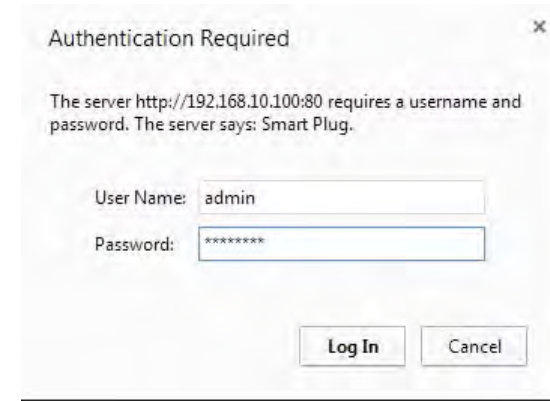 Authentication Required
×
The server http://192.168.10.100:80 requires a username and
password. The server says: Smart Plug.
User Name: admin
Password: ********
Log In Cancel